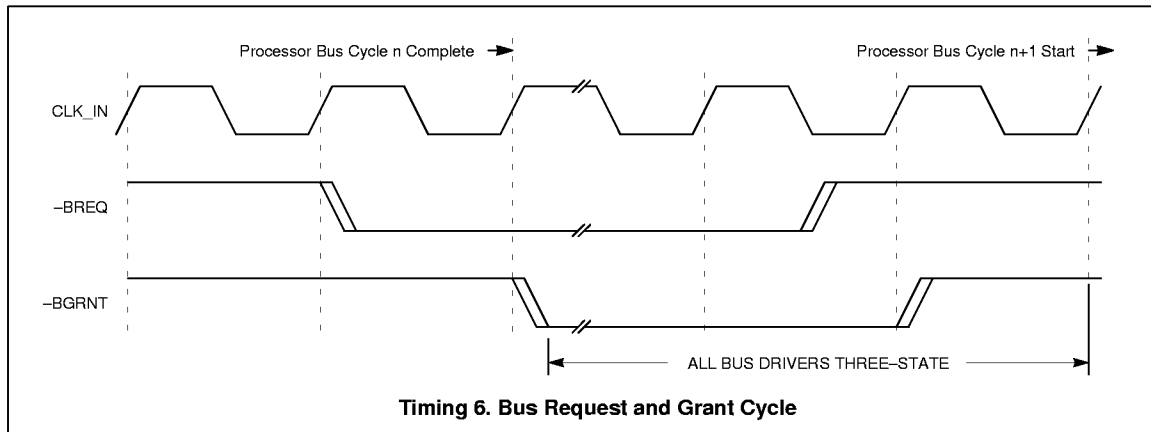 Processor Bus Cycle n Complete
Processor Bus Cycle n+1 Start
CLK_IN
–BREQ
–BGRNT
ALL BUS DRIVERS THREE–STATE
Timing 6. Bus Request and Grant Cycle